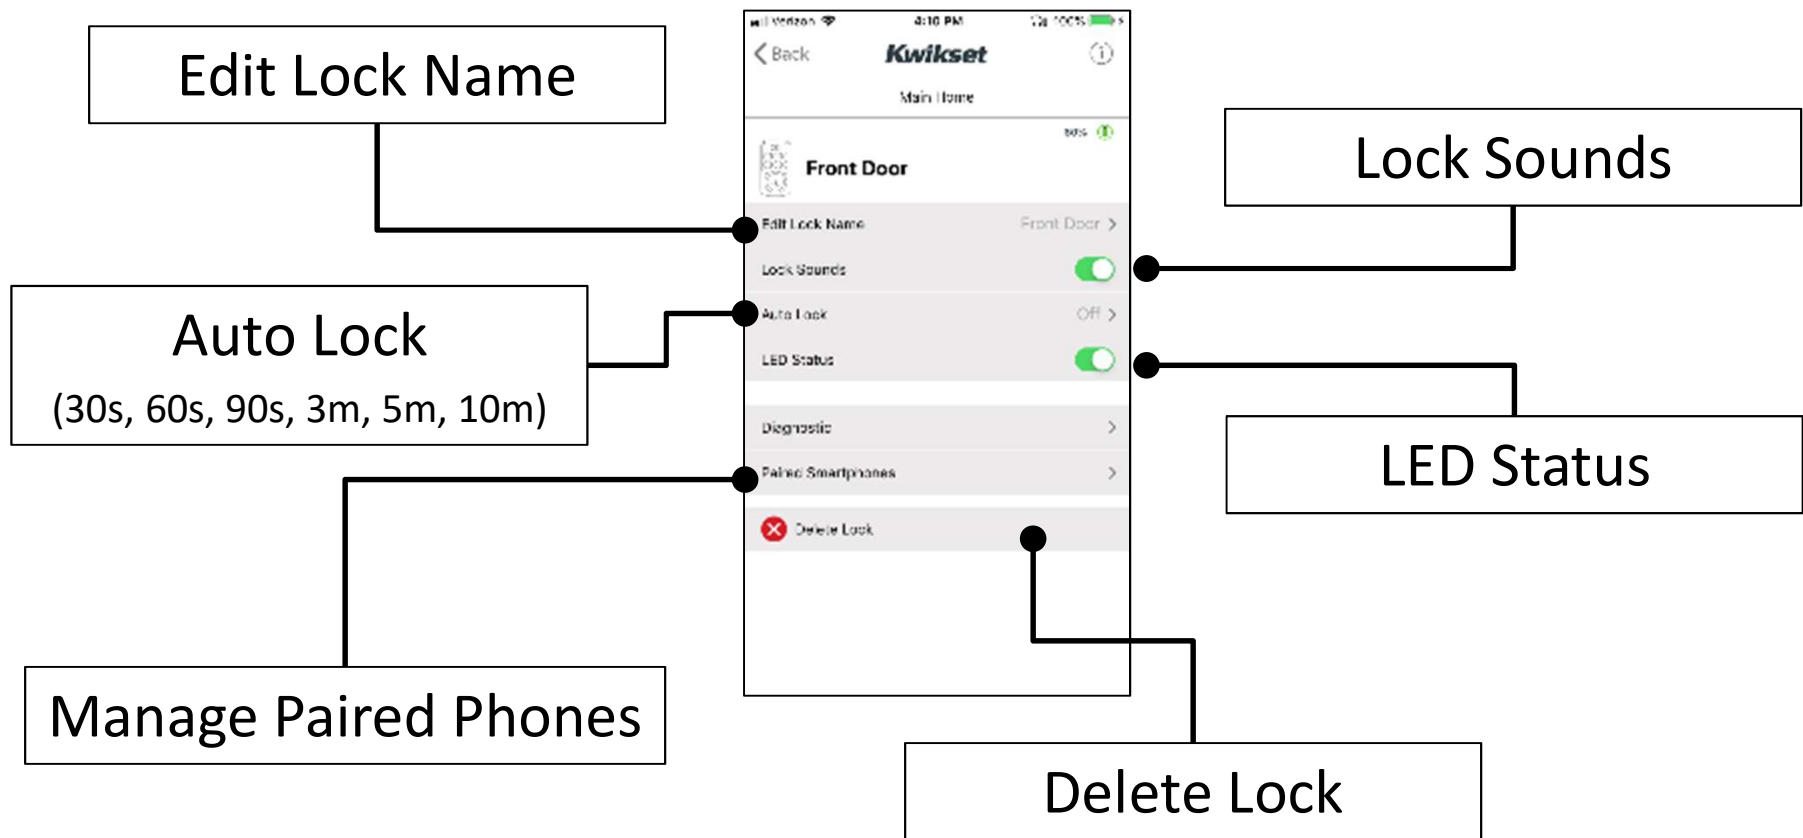 Verizon 4:10 PM 100%
Back Kwikset
Main Home
Front Door
Edit Lock Name Front Door
Lock Sounds
Auto Lock Off
LED Status
Diagnostic
Paired Smartphones
Delete Lock
Edit Lock Name
Auto Lock
(30s, 60s, 90s, 3m, 5m, 10m)
Manage Paired Phones
Lock Sounds
LED Status
Delete Lock